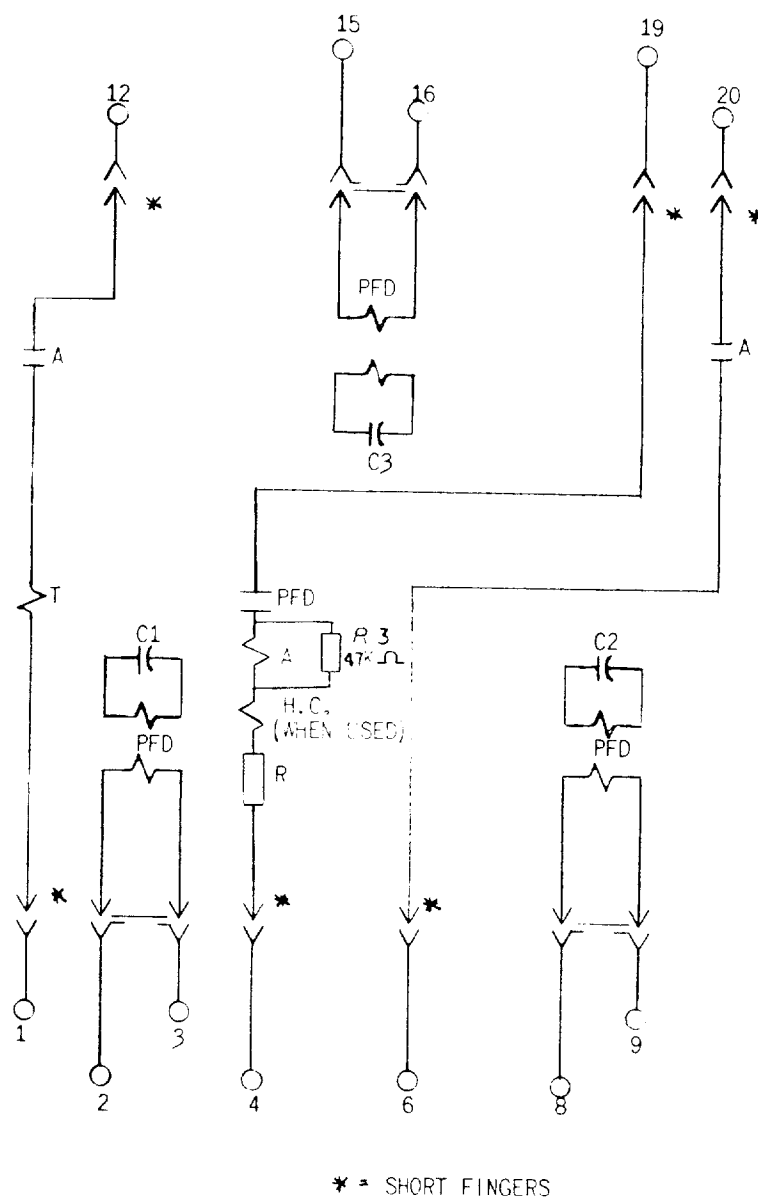 15
19
12
16
20
*
*
*
PFD
A
A
C3
T
PFD
C1
R 3
C2
A
47K Ω
H.C.
(WHEN USED)
PFD
PFD
R
*
*
*
1
3
9
2
4
6
8
* = SHORT FINGERS